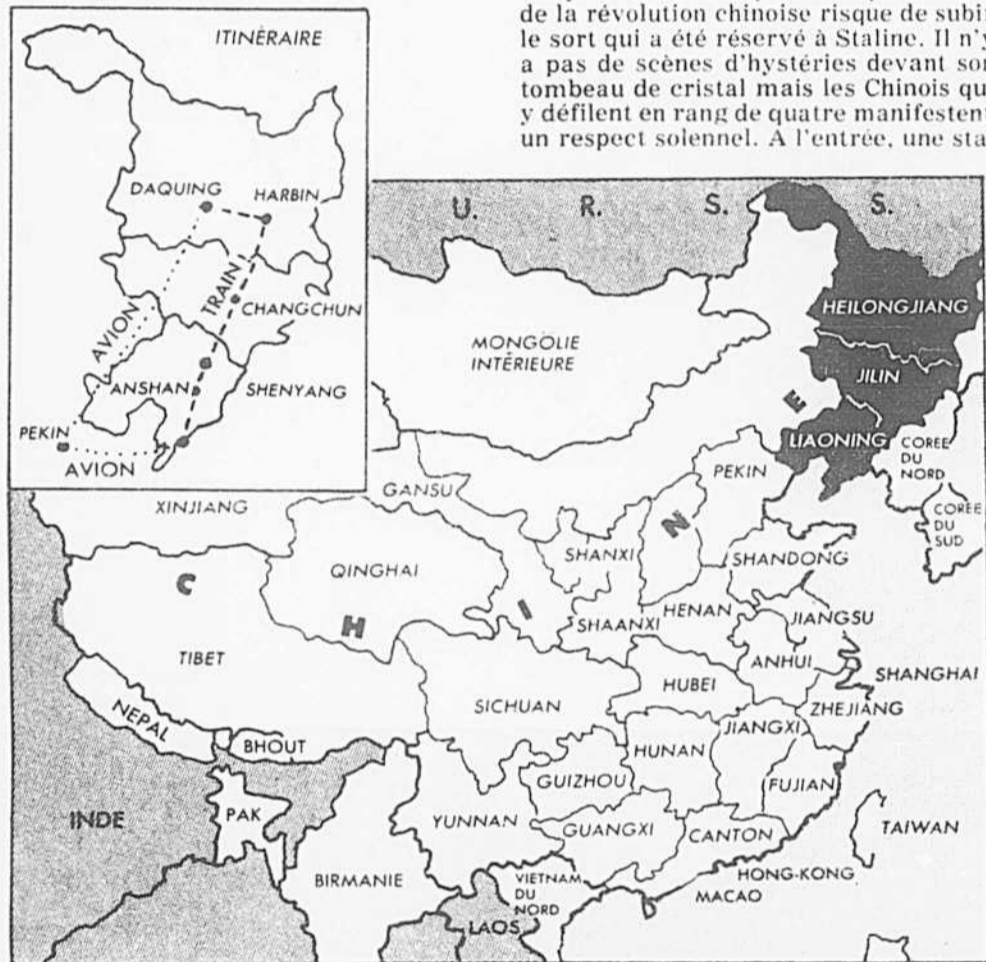 de la révolution chinoise risque de subir
le sort qui a été réservé à Staline. Il n'y
a pas de scènes d'hystéries devant son
tombeau de cristal mais les Chinois qui
y défilent en rang de quatre manifestent
un respect solennel. A l'entrée, une sta-
ITINÉRAIRE
DAQUING
HARBIN
TRAIN
AVION
CHANGCHUN
ANSHAN
SHENYANG
PEKIN
AVION
U. R. S. S.
HEILONGJIANG
MONGOLIE
INTÉRIEURE
JILIN
LIAONING
CORÉE
DU
NORD
PEKIN
GANSU
XINJIANG
CORÉE
DU
SUD
C H I N E
SHANXI
SHANDONG
QINGHAI
HENAN
JIANGSU
SHAANXI
TIBET
ANHUI
SHANGHAI
HUBEI
SICHUAN
ZHEJIANG
NEPAL
JIANGXI
BHOUT
HUNAN
GUIZHOU
FUJIAN
INDE
PAK
YUNNAN
GUANGXI
CANTON
TAIWAN
HONG-KONG
BIRMANIE
VIETNAM
DU
NORD
MACAO
LAOS